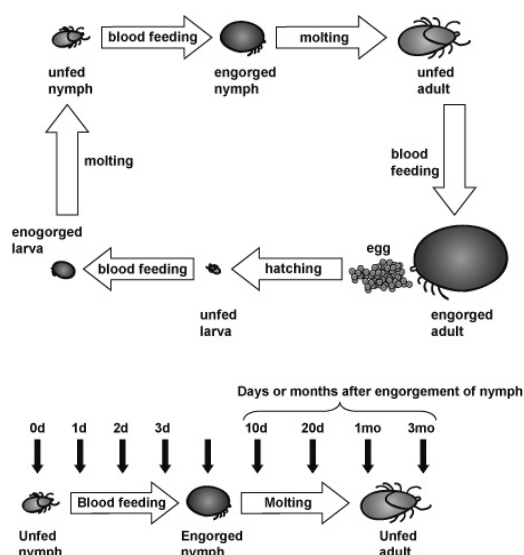 blood feeding
molting
unfed
nymph
engorged
nymph
unfed
adult
molting
blood
feeding
enogorged
larva
blood feeding
hatching
egg
unfed
larva
engorged
adult
Days or months after engorgement of nymph
0d 1d 2d 3d 10d 20d 1mo 3mo
Blood feeding
Molting
Unfed
nymph
Engorged
nymph
Unfed
adult